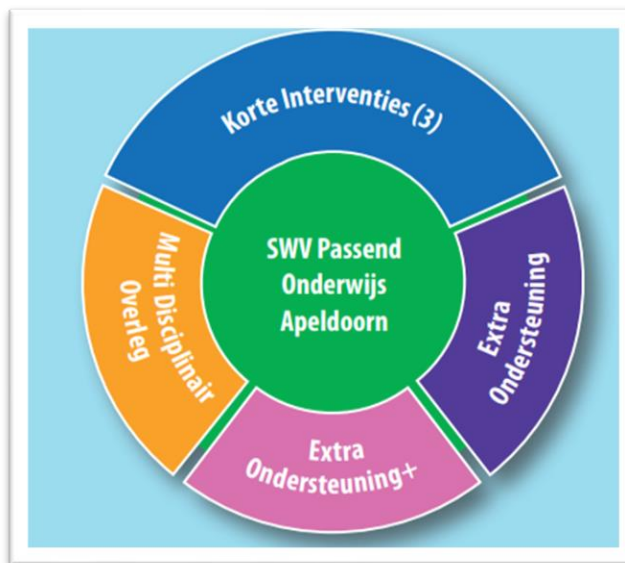 Korte Interventies (3)
SWV Passend
Onderwijs
Apeldoorn
Multi Disciplinair
Overleg
Extra
Ondersteuning
Extra
Ondersteuning+